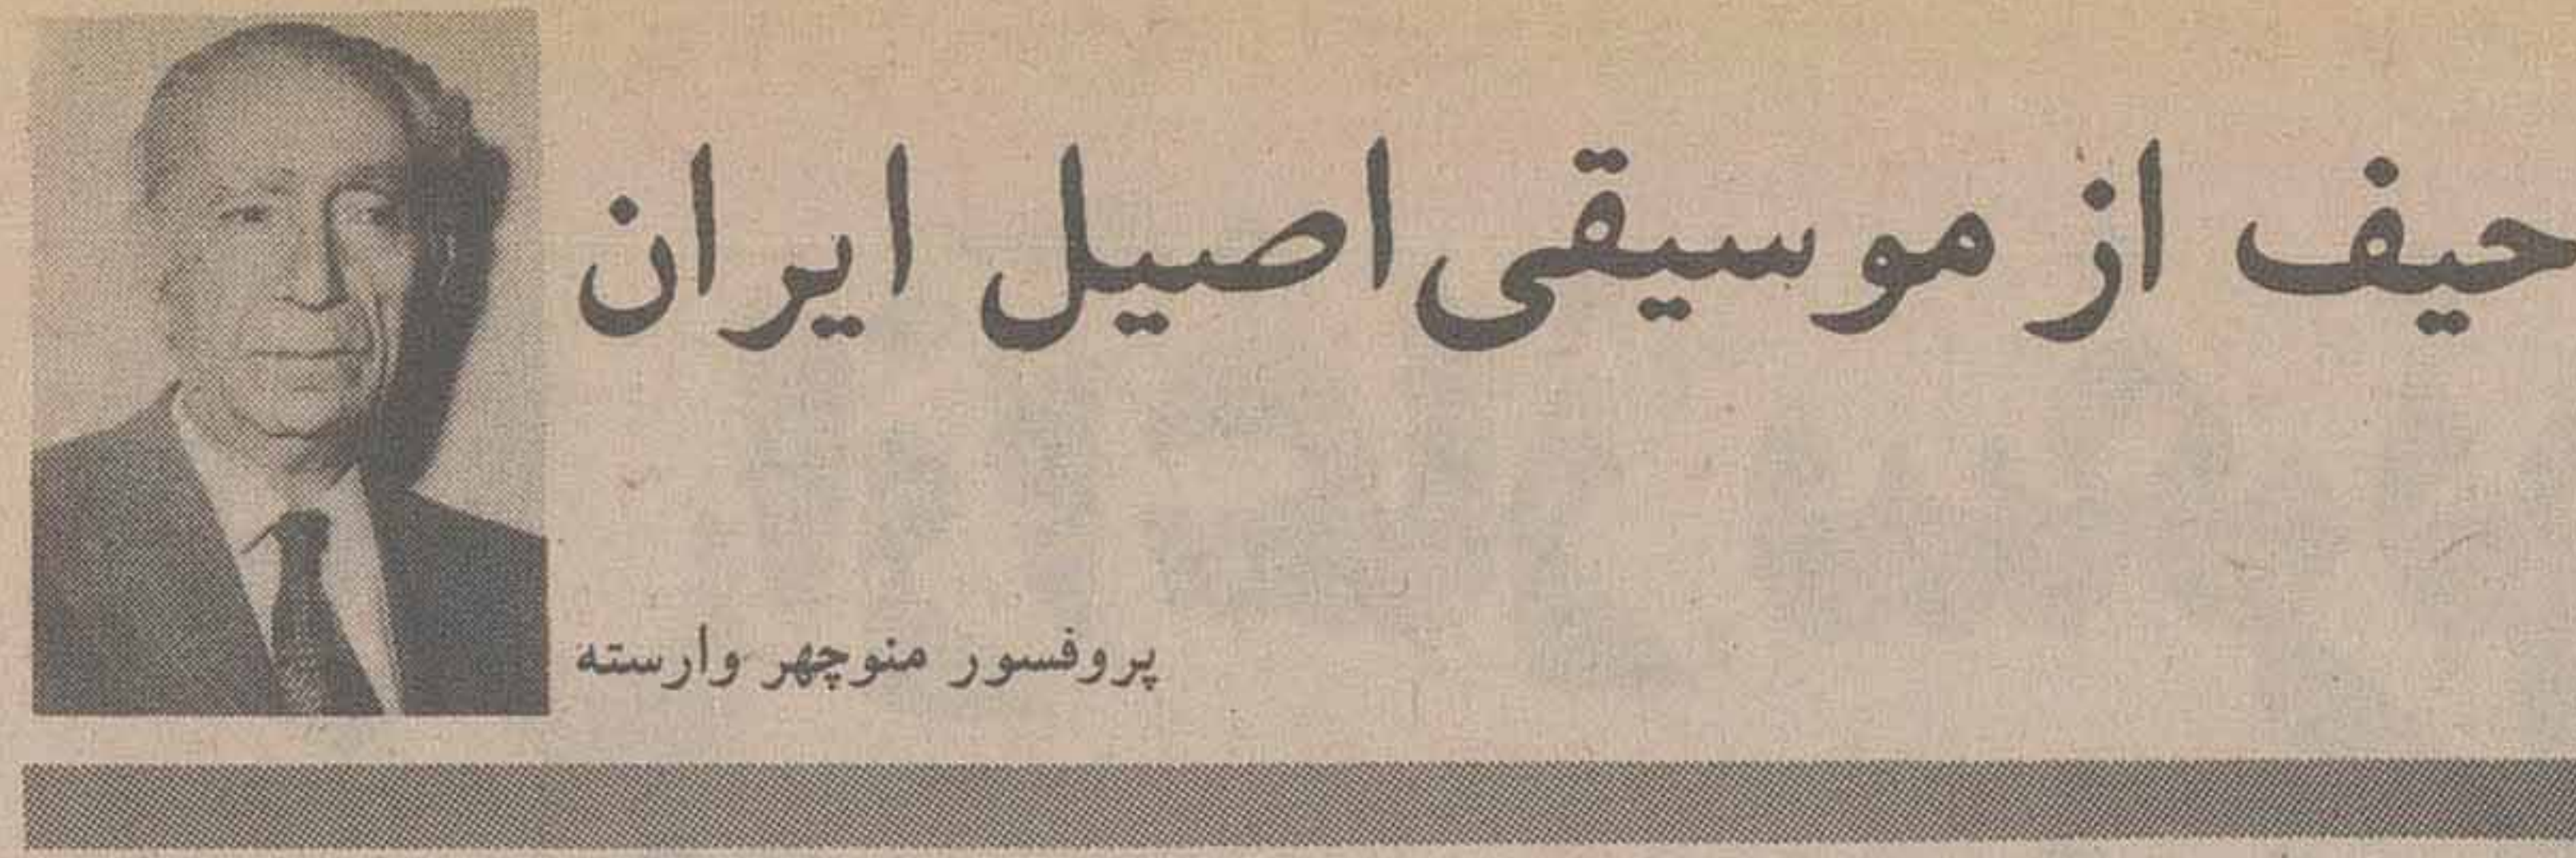 حیف از موسیقی اصیل ایران
پروفسور منوچهر وارسته